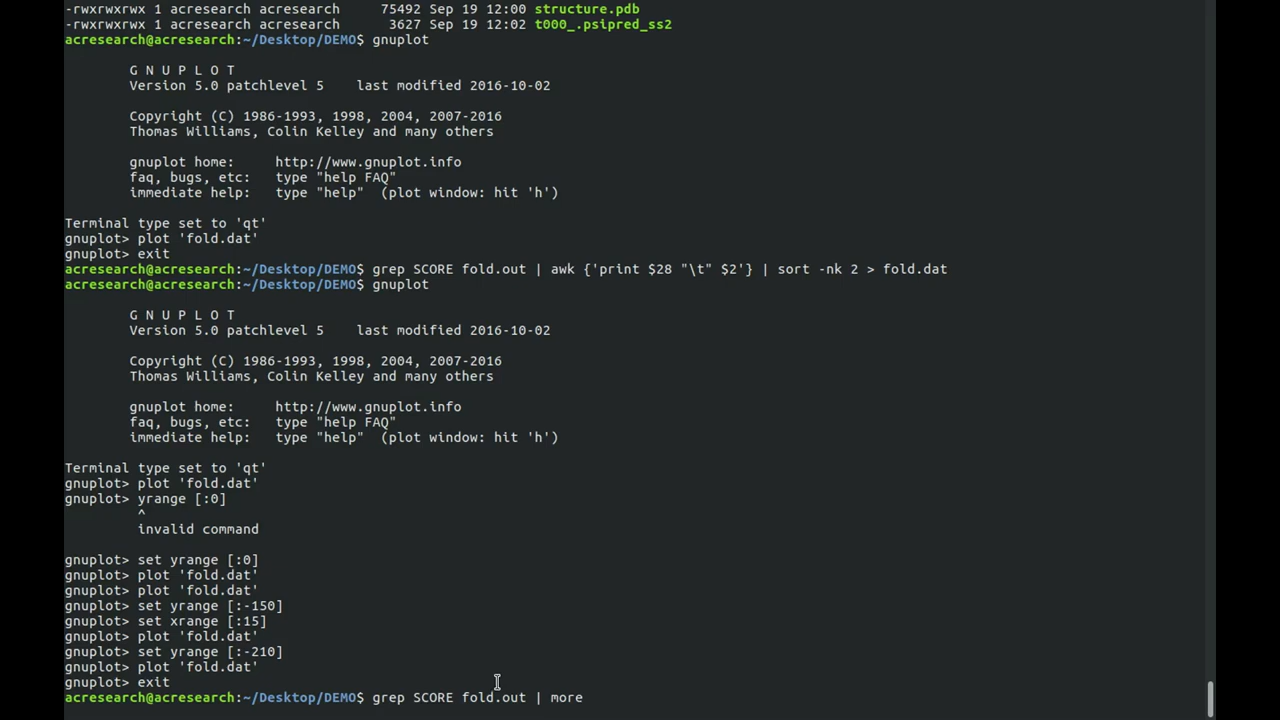 -rwxrwxrwx 1 acresearch acresearch 75492 Sep 19 12:00 structure.pdb
-rwxrwxrwx 1 acresearch acresearch 3627 Sep 19 12:02 t000_.psipred_ss2
acresearch@acresearch:~/Desktop/DEMO$ gnuplot
G N U P L O T
Version 5.0 patchlevel 5 last modified 2016-10-02
Copyright (C) 1986-1993, 1998, 2004, 2007-2016
Thomas Williams, Colin Kelley and many others
gnuplot home: http://www.gnuplot.info
faq, bugs, etc: type "help FAQ"
immediate help: type "help" (plot window: hit 'h')
Terminal type set to 'qt'
gnuplot> plot 'fold.dat'
gnuplot> exit
acresearch@acresearch:~/Desktop/DEMO$ grep SCORE fold.out | awk {'print $28 "\t" $2'} | sort -nk 2 > fold.dat
acresearch@acresearch:~/Desktop/DEMO$ gnuplot
G N U P L O T
Version 5.0 patchlevel 5 last modified 2016-10-02
Copyright (C) 1986-1993, 1998, 2004, 2007-2016
Thomas Williams, Colin Kelley and many others
gnuplot home: http://www.gnuplot.info
faq, bugs, etc: type "help FAQ"
immediate help: type "help" (plot window: hit 'h')
Terminal type set to 'qt'
gnuplot> plot 'fold.dat'
gnuplot> yrange [:0]
^
invalid command
gnuplot> set yrange [:0]
gnuplot> plot 'fold.dat'
gnuplot> plot 'fold.dat'
gnuplot> set yrange [:-150]
gnuplot> set xrange [:15]
gnuplot> plot 'fold.dat'
gnuplot> set yrange [:-210]
gnuplot> plot 'fold.dat'
gnuplot> exit
acresearch@acresearch:~/Desktop/DEMO$ grep SCORE fold.out | more